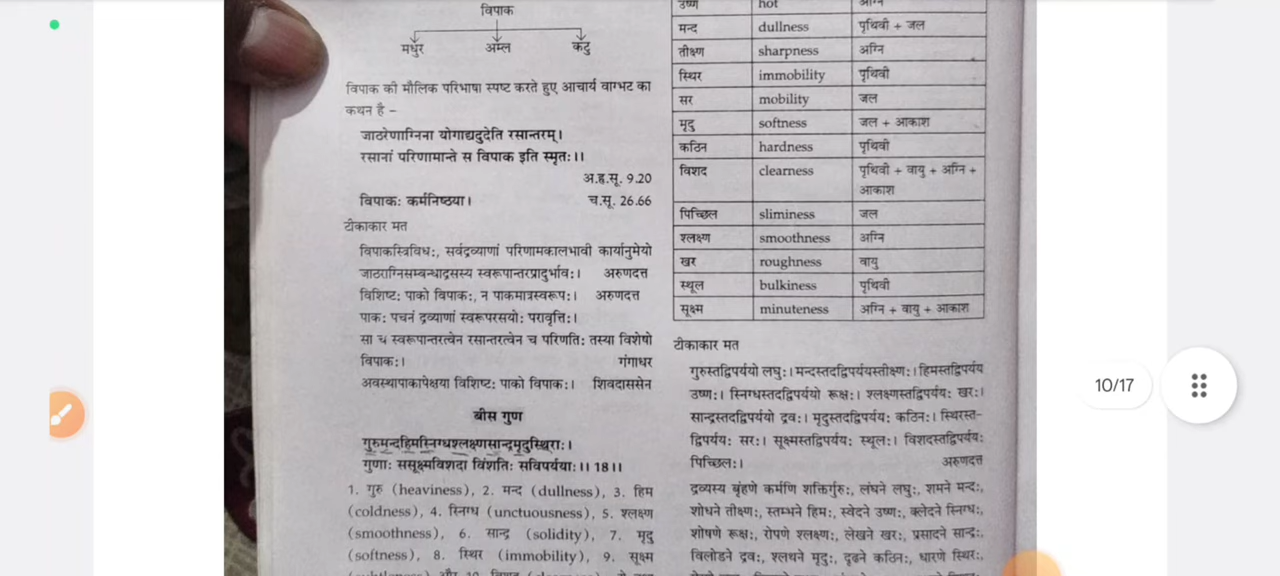 विपाक
मधुर अम्ल कटु
विपाक की मौलिक परिभाषा स्पष्ट करते हुए आचार्य वाग्भट का
कथन है –
जाठरेणाग्निना योगाद्यदुदेति रसान्तरम्।
रसानां परिणामान्ते स विपाक इति स्मृतः।।
अ.हृ.सू. 9.20
विपाकः कर्मनिष्ठया। च.सू. 26.66
टीकाकार मत
विपाकस्त्रिविधः, सर्वद्रव्याणां परिणामकालभावी कार्यानुमेयो
जाठराग्निसम्बन्धाद्रसस्य स्वरूपान्तरप्रादुर्भावः। अरुणदत्त
विशिष्टः पाको विपाकः, न पाकमात्रस्वरूपः। अरुणदत्त
पाकः पचनं द्रव्याणां स्वरूपरसयोः परावृत्तिः।
सा च स्वरूपान्तरत्वेन रसान्तरत्वेन च परिणतिः तस्या विशेषो
विपाकः। गंगाधर
अवस्थापाकापेक्षया विशिष्टः पाको विपाकः। शिवदाससेन
बीस गुण
गुरुमन्दहिमस्निग्धश्लक्ष्णसान्द्रमृदुस्थिराः।
गुणाः ससूक्ष्मविशदा विंशतिः सविपर्ययाः।। 18।।
1. गुरु (heaviness), 2. मन्द (dullness), 3. हिम
(coldness), 4. स्निग्ध (unctuousness), 5. श्लक्ष्ण
(smoothness), 6. सान्द्र (solidity), 7. मृदु
(softness), 8. स्थिर (immobility), 9. सूक्ष्म
उष्ण hot अग्नि
मन्द dullness पृथिवी + जल
तीक्ष्ण sharpness अग्नि
स्थिर immobility पृथिवी
सर mobility जल
मृदु softness जल + आकाश
कठिन hardness पृथिवी
विशद clearness पृथिवी + वायु + अग्नि +
आकाश
पिच्छिल sliminess जल
श्लक्ष्ण smoothness अग्नि
खर roughness वायु
स्थूल bulkiness पृथिवी
सूक्ष्म minuteness अग्नि + वायु + आकाश
टीकाकार मत
गुरुस्तद्विपर्ययो लघुः। मन्दस्तदद्विपर्ययस्तीक्ष्णः। हिमस्तद्विपर्यय
उष्णः। स्निग्धस्तदद्विपर्ययो रूक्षः। श्लक्ष्णस्तद्विपर्ययः खरः।
सान्द्रस्तदद्विपर्ययो द्रवः। मृदुस्तदद्विपर्ययः कठिनः। स्थिरस्त-
द्विपर्ययः सरः। सूक्ष्मस्तद्विपर्ययः स्थूलः। विशदस्तद्विपर्ययः
पिच्छिलः। अरुणदत्त
द्रव्यस्य बृंहणे कर्मणि शक्तिर्गुरुः, लंघने लघुः, शमने मन्दः,
शोधने तीक्ष्णः, स्तम्भने हिमः, स्वेदने उष्णः, क्लेदने स्निग्धः,
शोषणे रूक्षः, रोपणे श्लक्ष्णः, लेखने खरः, प्रसादने सान्द्रः,
विलोडने द्रवः, श्लथने मृदुः, दृढने कठिनः, धारणे स्थिरः,
10/17